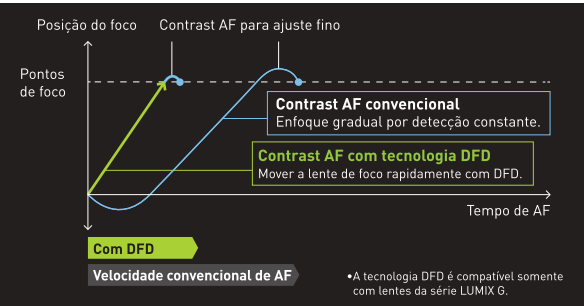 Posição do foco
Contrast AF para ajuste fino
Pontos
de foco
Contrast AF convencional
Enfoque gradual por detecção constante.
Contrast AF com tecnologia DFD
Mover a lente de foco rapidamente com DFD.
Tempo de AF
Com DFD
Velocidade convencional de AF
•A tecnologia DFD é compatível somente
com lentes da série LUMIX G.